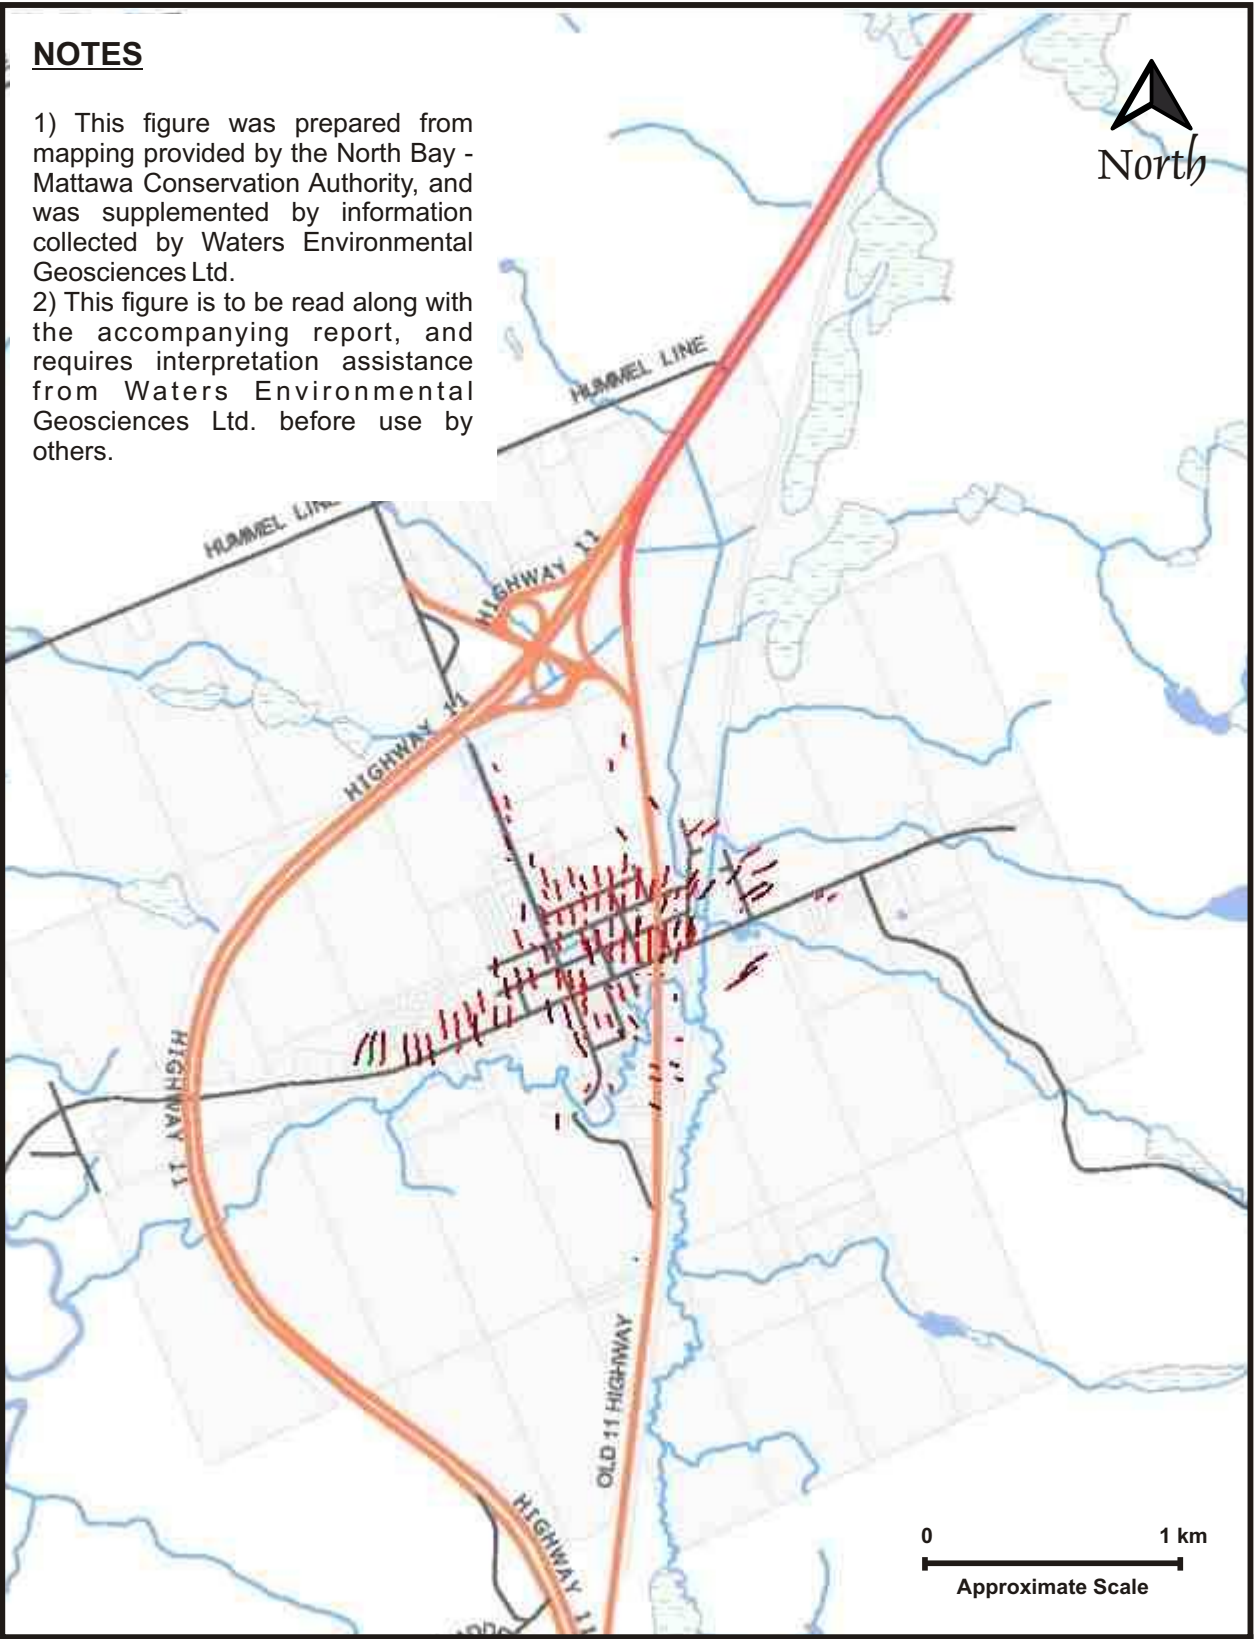 NOTES
1) This figure was prepared from
mapping provided by the North Bay -
Mattawa Conservation Authority, and
was supplemented by information
collected by Waters Environmental
Geosciences Ltd.
2) This figure is to be read along with
the accompanying report, and
requires interpretation assistance
from Waters Environmental
Geosciences Ltd. before use by
others.
North
HUMMEL LINE
HUMMEL LINE
HIGHWAY 11
HIGHWAY 11
HIGHWAY 11
OLD 11 HIGHWAY
HIGHWAY 11
0 1 km
Approximate Scale